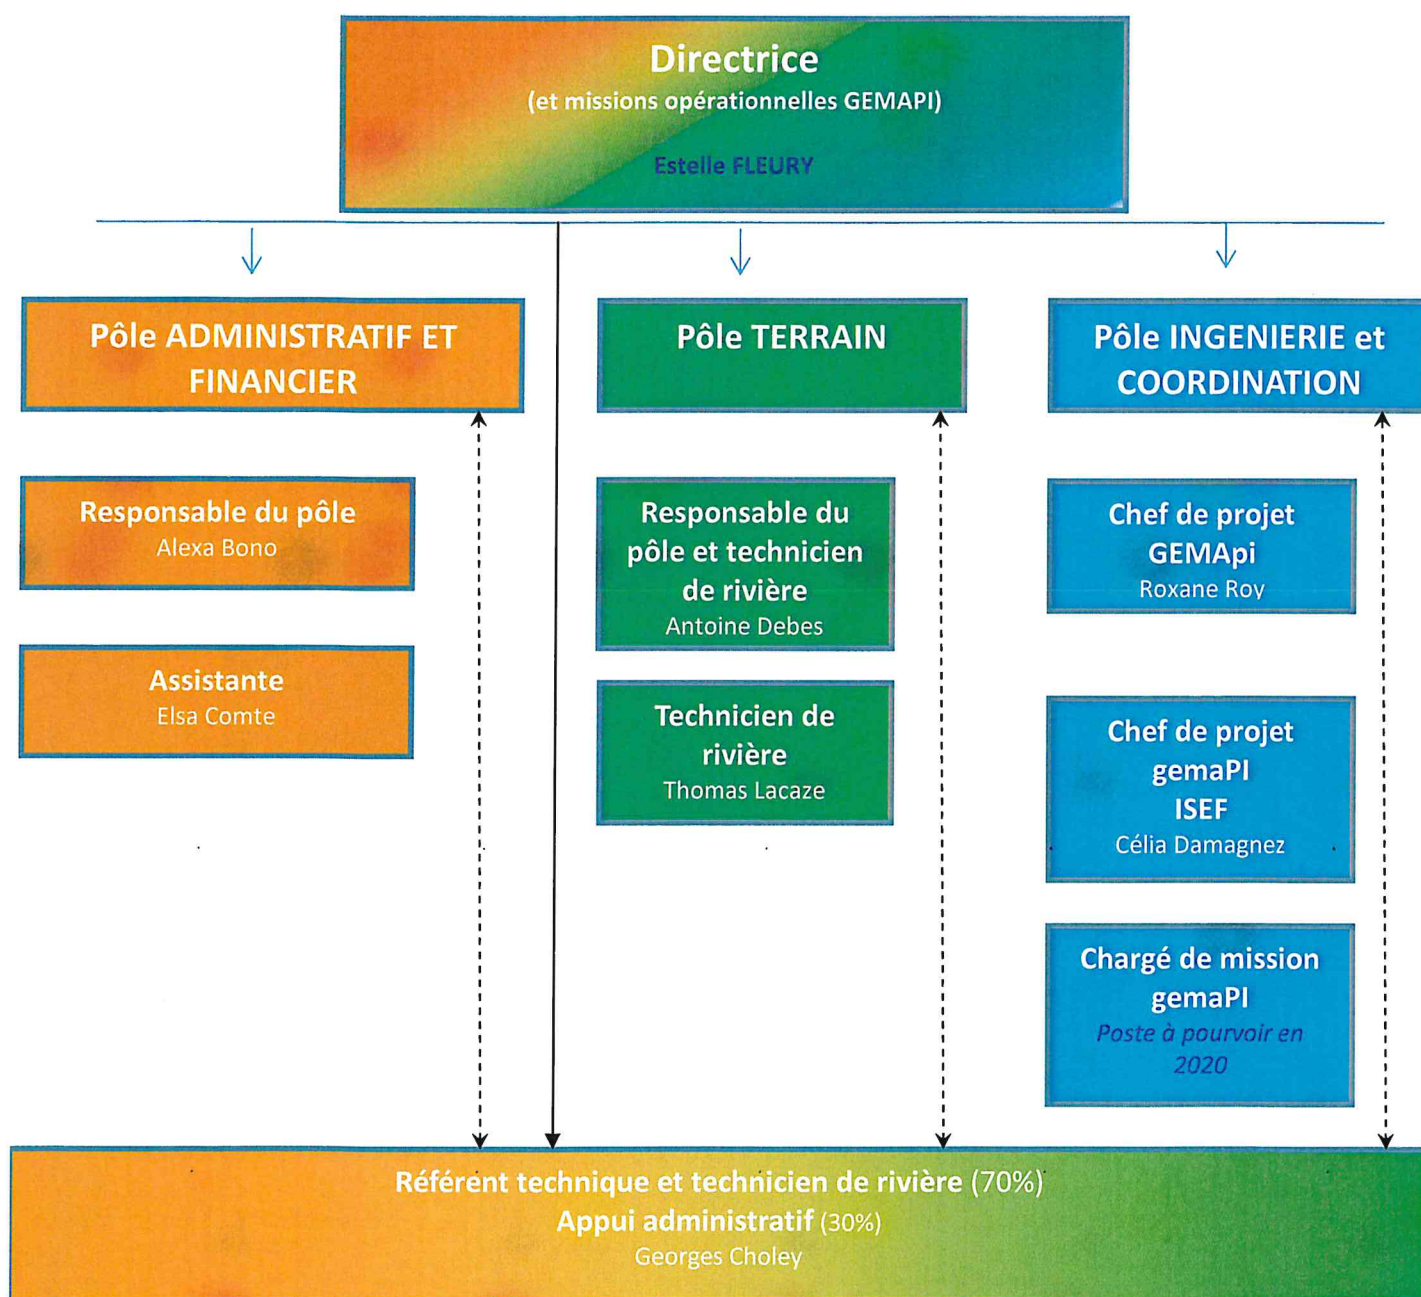 Directrice
(et missions opérationnelles GEMAPI)
Estelle FLEURY
Pôle ADMINISTRATIF ET
FINANCIER
Responsable du pôle
Alexa Bono
Assistante
Elsa Comte
Pôle TERRAIN
Responsable du
pôle et technicien
de rivière
Antoine Debes
Technicien de
rivière
Thomas Lacaze
Pôle INGENIERIE et
COORDINATION
Chef de projet
GEMApi
Roxane Roy
Chef de projet
gemaPI
ISEF
Célia Damagnez
Chargé de mission
gemaPI
Poste à pourvoir en
2020
Référent technique et technicien de rivière (70%)
Appui administratif (30%)
Georges Choley